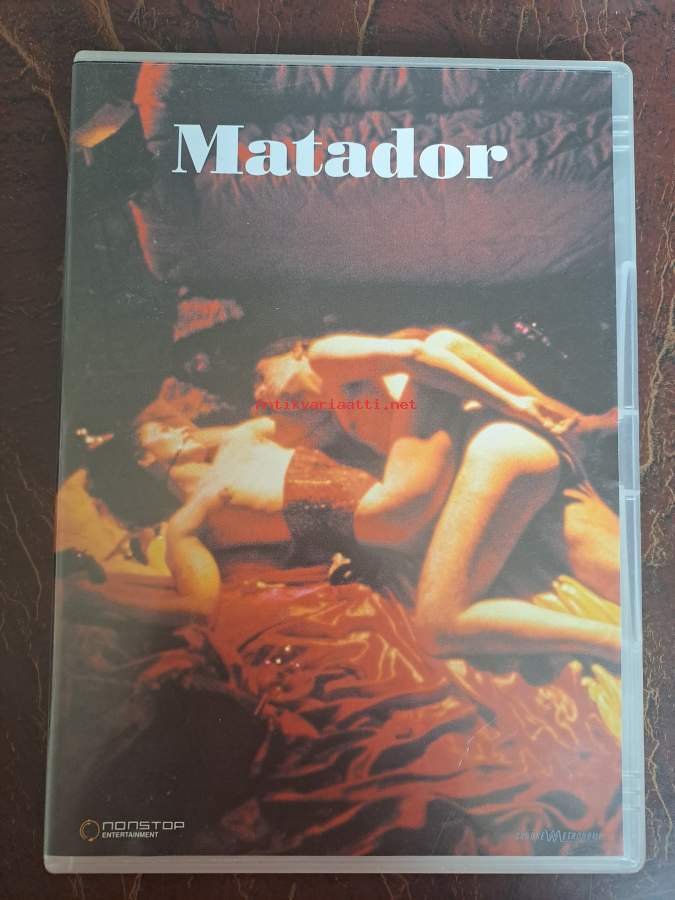 Matador
antikvariaatti.net
nonstop
ENTERTAINMENT